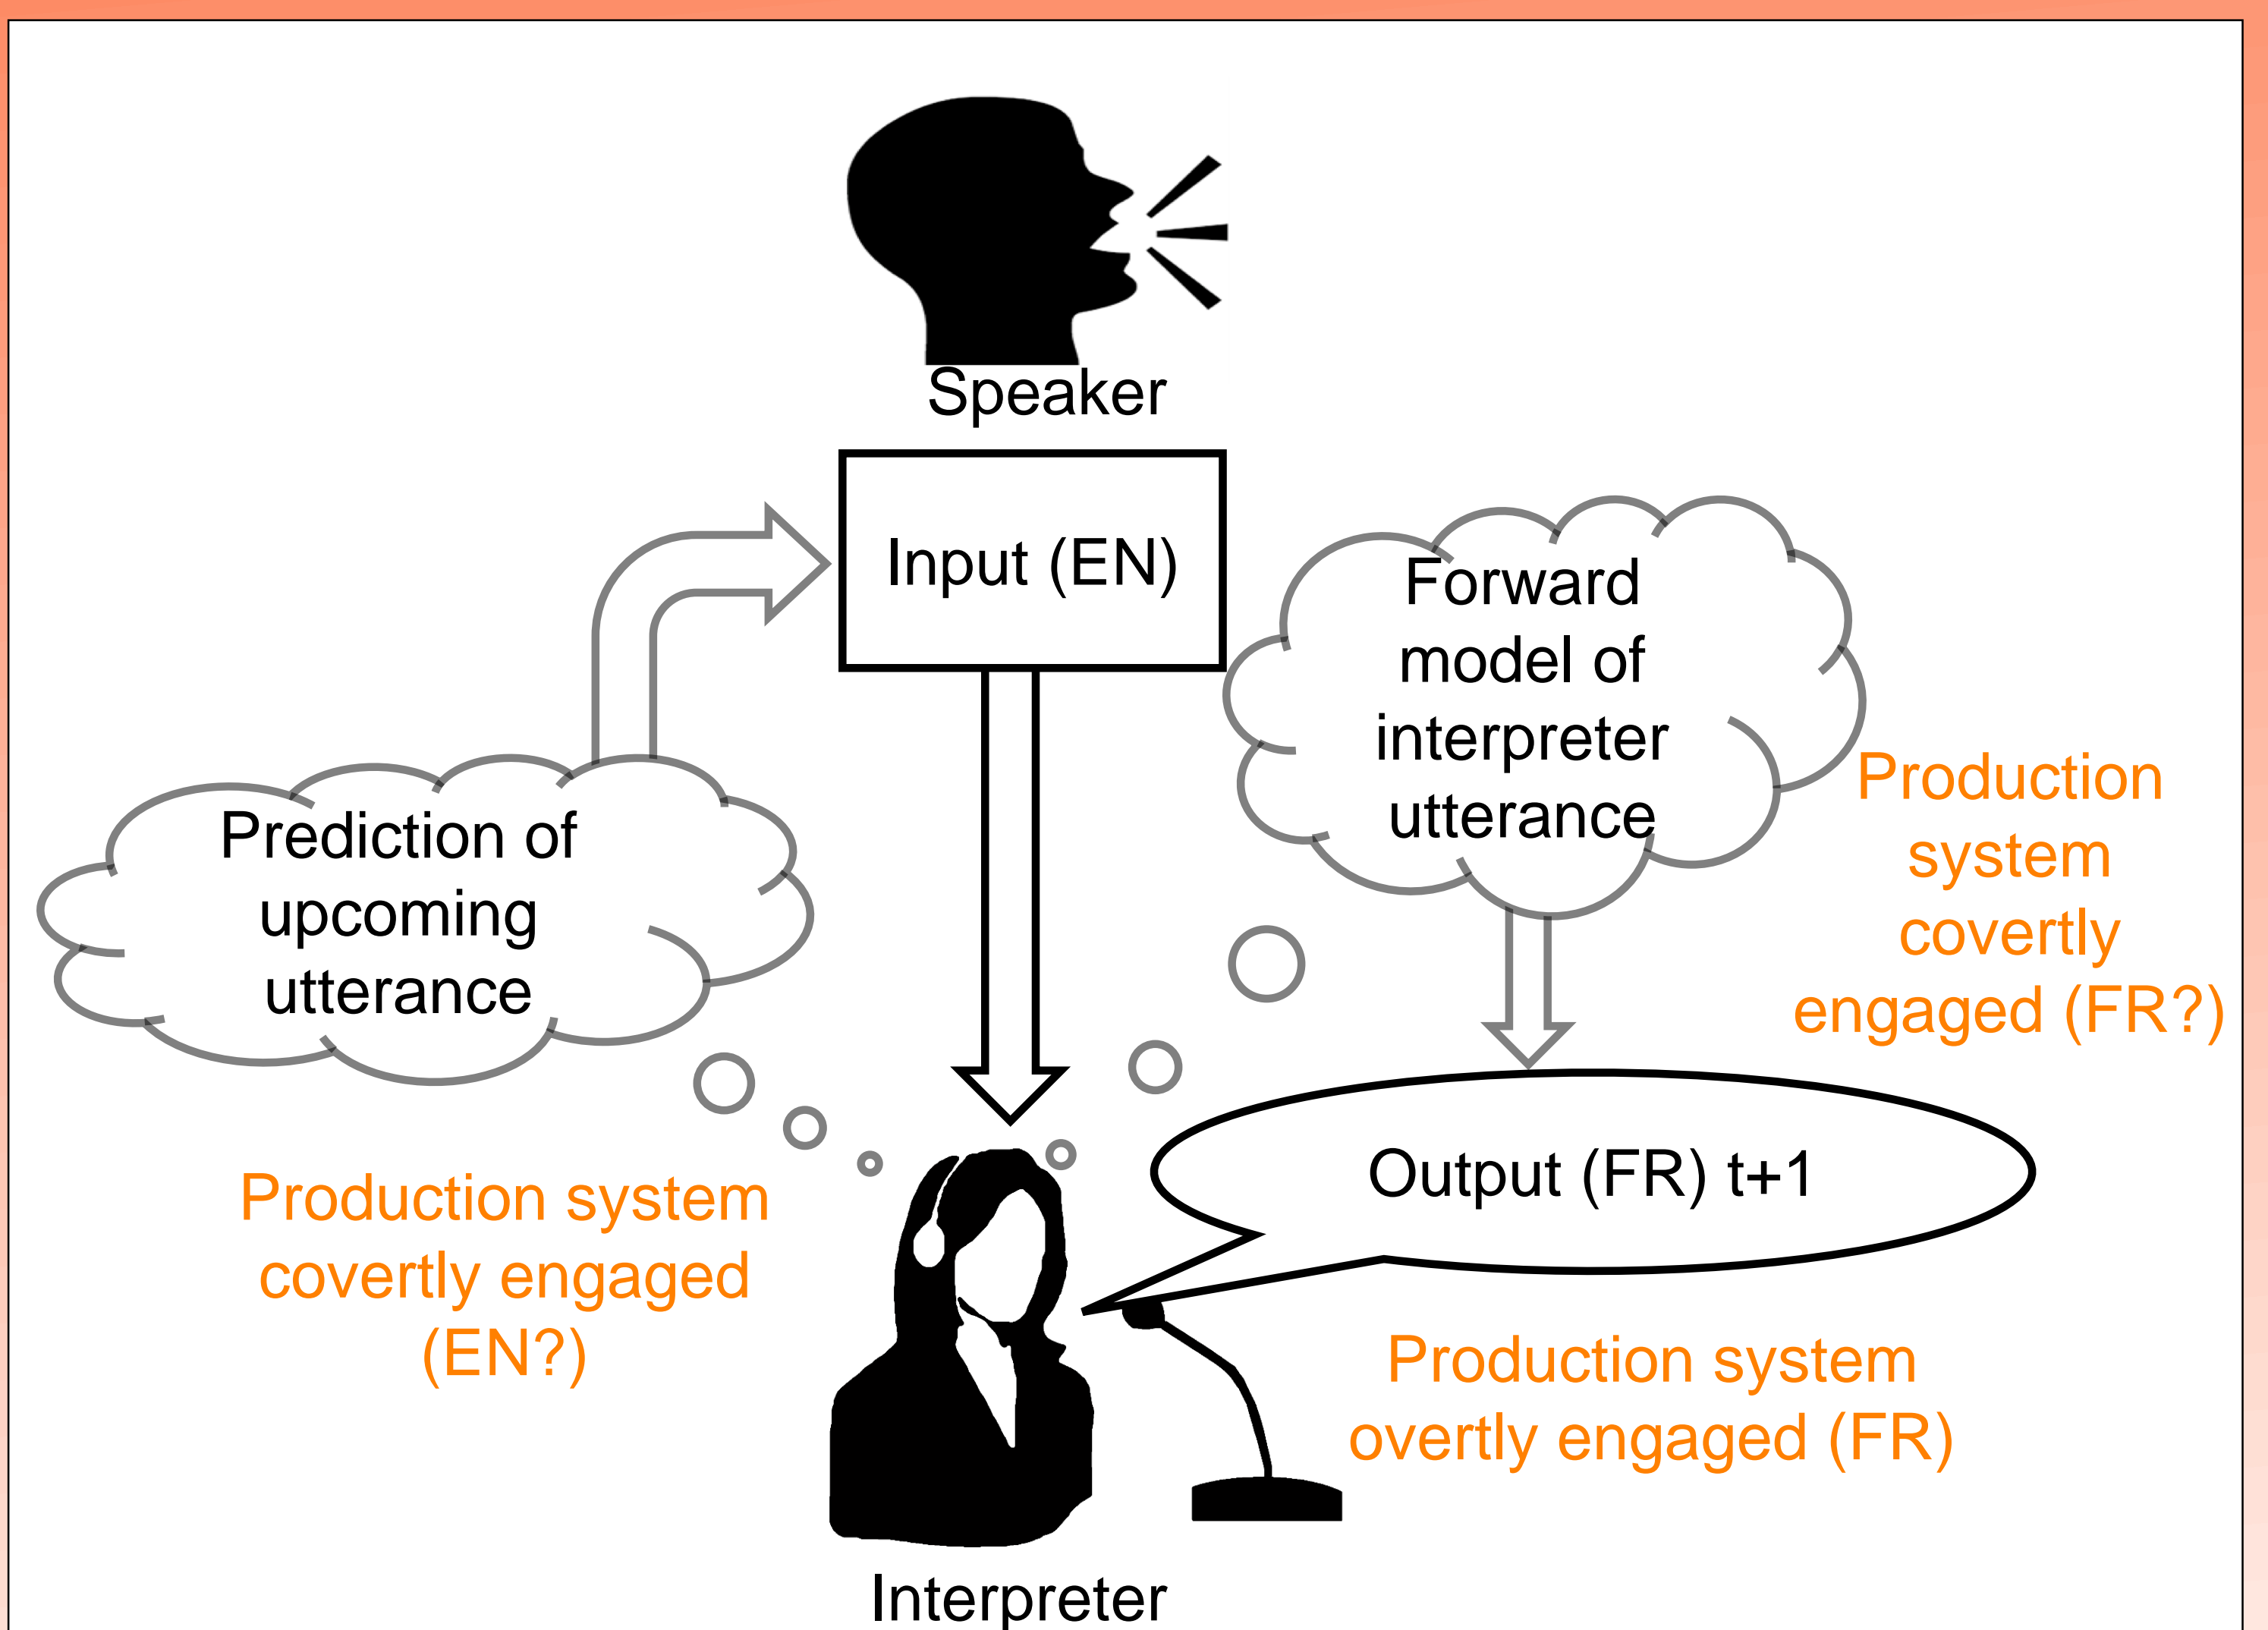 Speaker
Input (EN)
Forward
model of
interpreter
utterance
Production
system
covertly
engaged (FR?)
Prediction of
upcoming
utterance
Production system
covertly engaged
(EN?)
Output (FR) t+1
Production system
overtly engaged (FR)
Interpreter